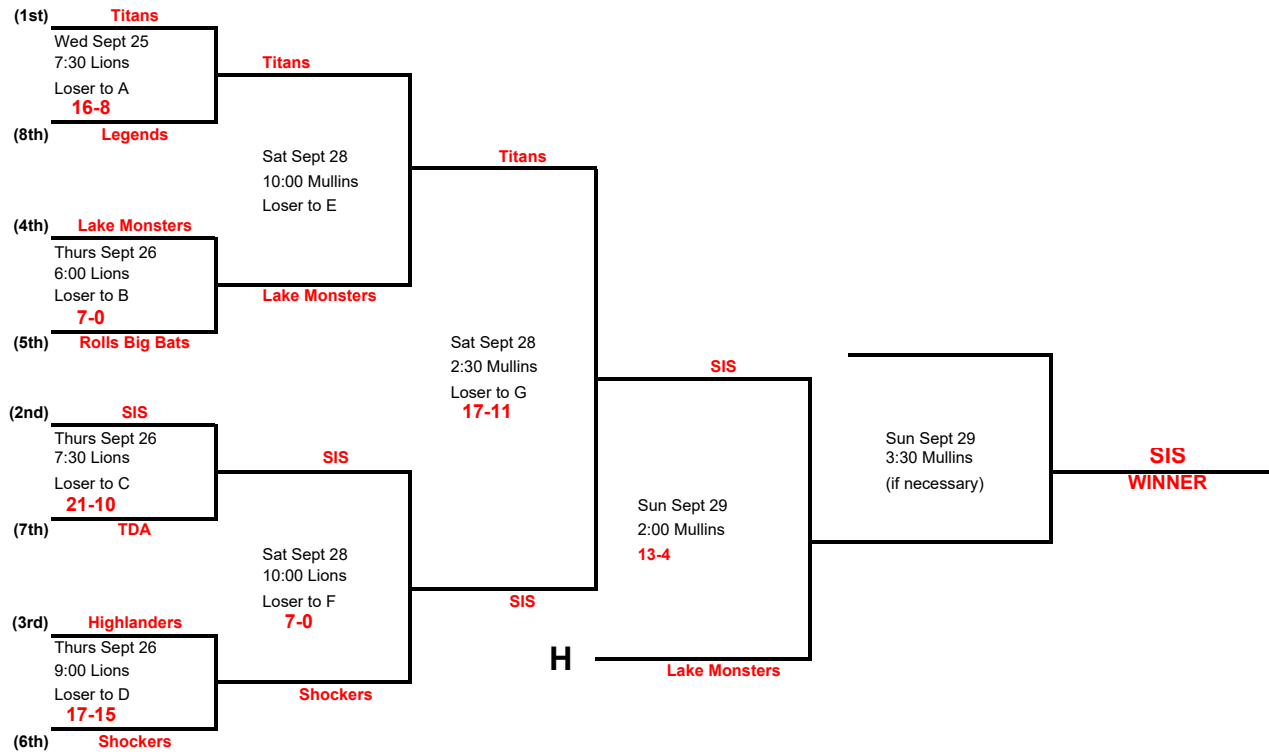 (1st)
Titans
Wed Sept 25
7:30 Lions
Loser to A
16-8
(8th)
Legends
Titans
Sat Sept 28
10:00 Mullins
Loser to E
(4th)
Lake Monsters
Thurs Sept 26
6:00 Lions
Loser to B
7-0
(5th)
Rolls Big Bats
Lake Monsters
Titans
Sat Sept 28
2:30 Mullins
Loser to G
17-11
(2nd)
SIS
Thurs Sept 26
7:30 Lions
Loser to C
21-10
(7th)
TDA
SIS
Sat Sept 28
10:00 Lions
Loser to F
7-0
(3rd)
Highlanders
Thurs Sept 26
9:00 Lions
Loser to D
17-15
(6th)
Shockers
Shockers
SIS
SIS
Sun Sept 29
2:00 Mullins
13-4
H
Lake Monsters
Sun Sept 29
3:30 Mullins
(if necessary)
SIS
WINNER